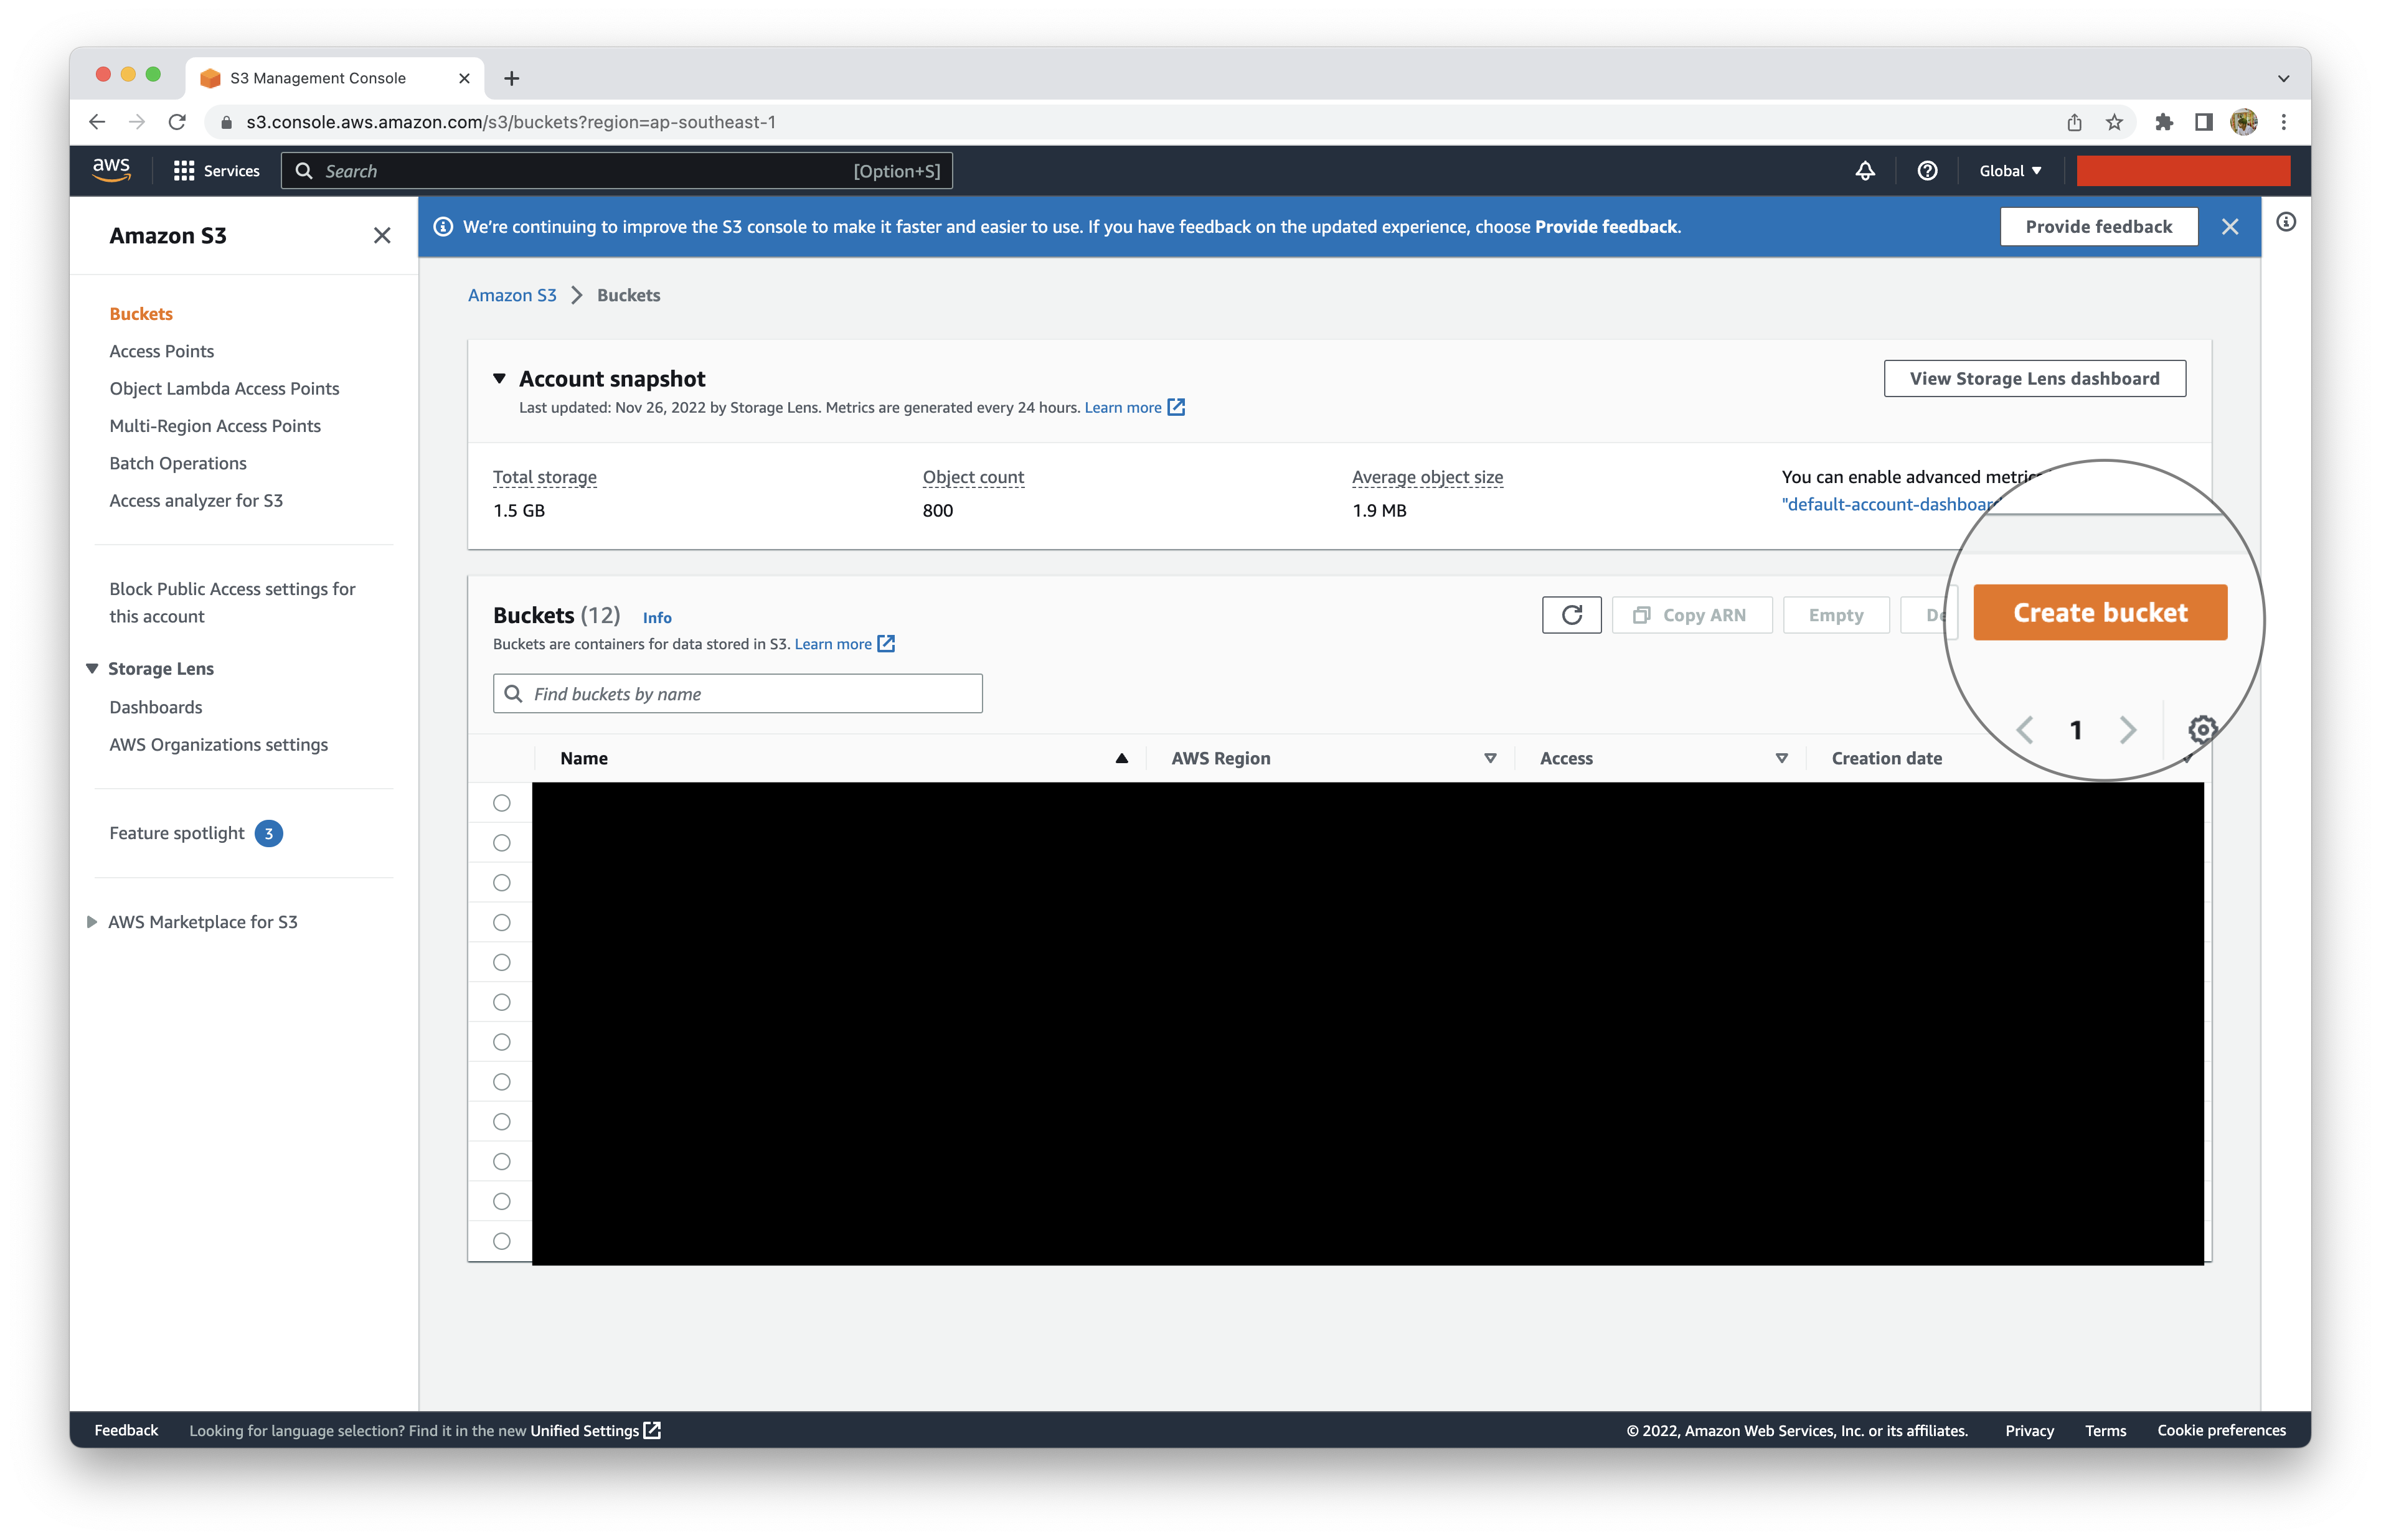 S3 Management Console
s3.console.aws.amazon.com/s3/buckets?region=ap-southeast-1
aws
Services
Search
[Option+S]
Global
Amazon S3
We're continuing to improve the S3 console to make it faster and easier to use. If you have feedback on the updated experience, choose Provide feedback.
Provide feedback
Buckets
Access Points
Object Lambda Access Points
Multi-Region Access Points
Batch Operations
Access analyzer for S3
Block Public Access settings for
this account
Storage Lens
Dashboards
AWS Organizations settings
Feature spotlight 3
AWS Marketplace for S3
Amazon S3 Buckets
Account snapshot
Last updated: Nov 26, 2022 by Storage Lens. Metrics are generated every 24 hours. Learn more
View Storage Lens dashboard
Total storage
1.5 GB
Object count
800
Average object size
1.9 MB
You can enable advanced
"default-account-dashboar
Buckets (12) Info
Buckets are containers for data stored in S3. Learn more
Copy ARN
Empty
Create bucket
Find buckets by name
1
Name
AWS Region
Access
Creation date
Feedback
Looking for language selection? Find it in the new Unified Settings
© 2022, Amazon Web Services, Inc. or its affiliates.
Privacy
Terms
Cookie preferences